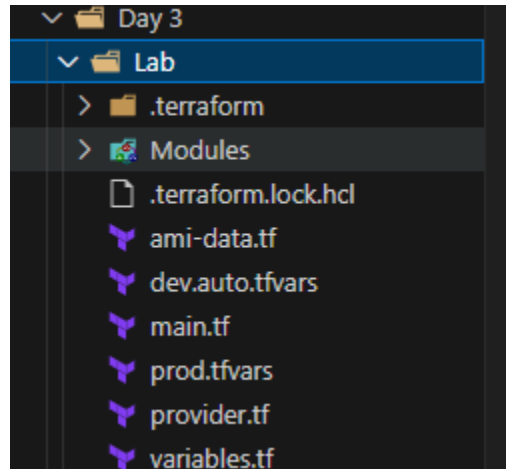 Day 3
Lab
.terraform
Modules
.terraform.lock.hcl
ami-data.tf
dev.auto.tfvars
main.tf
prod.tfvars
provider.tf
variables.tf